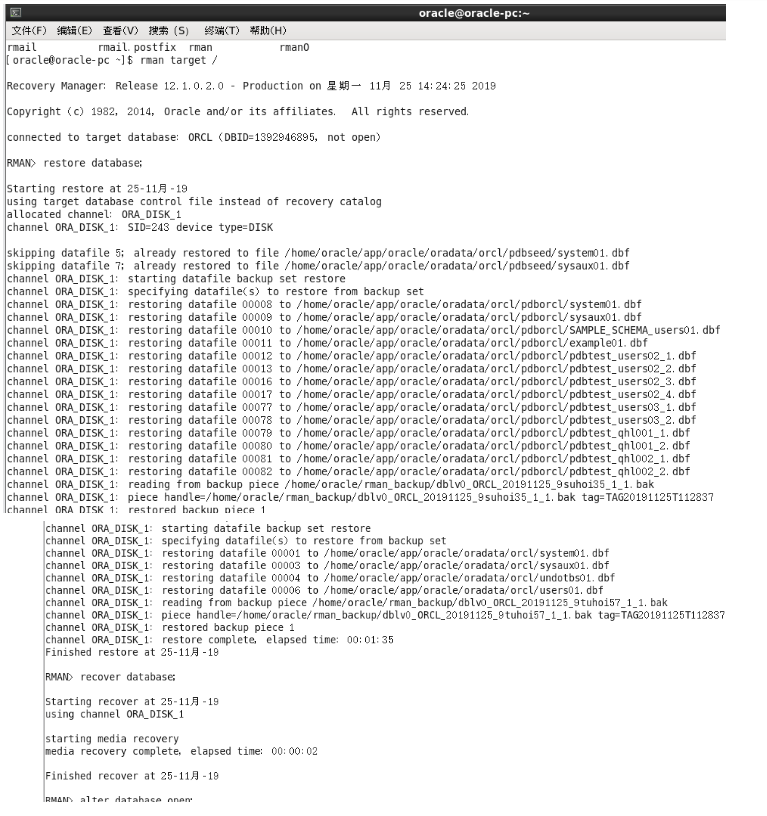 oracle@oracle-pc:~
文件(F) 编辑(E) 查看(V) 搜索 (S) 终端(T) 帮助(H)
rmail rmail.postfix rman rmanO
[oracle@oracle-pc ~]$ rman target /
Recovery Manager: Release 12.1.0.2.0 - Production on 星期一 11月 25 14:24:25 2019
Copyright (c) 1982, 2014, Oracle and/or its affiliates. All rights reserved.
connected to target database: ORCL (DBID=1392946895, not open)
RMAN> restore database;
Starting restore at 25-11月-19
using target database control file instead of recovery catalog
allocated channel: ORA_DISK_1
channel ORA_DISK_1: SID=243 device type=DISK
skipping datafile 5; already restored to file /home/oracle/app/oracle/oradata/orcl/pdbseed/system01.dbf
skipping datafile 7; already restored to file /home/oracle/app/oracle/oradata/orcl/pdbseed/sysaux01.dbf
channel ORA_DISK_1: starting datafile backup set restore
channel ORA_DISK_1: specifying datafile(s) to restore from backup set
channel ORA_DISK_1: restoring datafile 00008 to /home/oracle/app/oracle/oradata/orcl/pdborcl/system01.dbf
channel ORA_DISK_1: restoring datafile 00009 to /home/oracle/app/oracle/oradata/orcl/pdborcl/sysaux01.dbf
channel ORA_DISK_1: restoring datafile 00010 to /home/oracle/app/oracle/oradata/orcl/pdborcl/SAMPLE_SCHEMA_users01.dbf
channel ORA_DISK_1: restoring datafile 00011 to /home/oracle/app/oracle/oradata/orcl/pdborcl/example01.dbf
channel ORA_DISK_1: restoring datafile 00012 to /home/oracle/app/oracle/oradata/orcl/pdborcl/pdbtest_users02_1.dbf
channel ORA_DISK_1: restoring datafile 00013 to /home/oracle/app/oracle/oradata/orcl/pdborcl/pdbtest_users02_2.dbf
channel ORA_DISK_1: restoring datafile 00016 to /home/oracle/app/oracle/oradata/orcl/pdborcl/pdbtest_users02_3.dbf
channel ORA_DISK_1: restoring datafile 00017 to /home/oracle/app/oracle/oradata/orcl/pdborcl/pdbtest_users02_4.dbf
channel ORA_DISK_1: restoring datafile 00077 to /home/oracle/app/oracle/oradata/orcl/pdborcl/pdbtest_users03_1.dbf
channel ORA_DISK_1: restoring datafile 00078 to /home/oracle/app/oracle/oradata/orcl/pdborcl/pdbtest_users03_2.dbf
channel ORA_DISK_1: restoring datafile 00079 to /home/oracle/app/oracle/oradata/orcl/pdborcl/pdbtest_qhl001_1.dbf
channel ORA_DISK_1: restoring datafile 00080 to /home/oracle/app/oracle/oradata/orcl/pdborcl/pdbtest_qhl001_2.dbf
channel ORA_DISK_1: restoring datafile 00081 to /home/oracle/app/oracle/oradata/orcl/pdborcl/pdbtest_qhl002_1.dbf
channel ORA_DISK_1: restoring datafile 00082 to /home/oracle/app/oracle/oradata/orcl/pdborcl/pdbtest_qhl002_2.dbf
channel ORA_DISK_1: reading from backup piece /home/oracle/rman_backup/dblv0_ORCL_20191125_9suhoi35_1_1.bak
channel ORA_DISK_1: piece handle=/home/oracle/rman_backup/dblv0_ORCL_20191125_9suhoi35_1_1.bak tag=TAG20191125T112837
channel ORA_DISK_1: restored backup piece 1
channel ORA_DISK_1: starting datafile backup set restore
channel ORA_DISK_1: specifying datafile(s) to restore from backup set
channel ORA_DISK_1: restoring datafile 00001 to /home/oracle/app/oracle/oradata/orcl/system01.dbf
channel ORA_DISK_1: restoring datafile 00003 to /home/oracle/app/oracle/oradata/orcl/sysaux01.dbf
channel ORA_DISK_1: restoring datafile 00004 to /home/oracle/app/oracle/oradata/orcl/undotbs01.dbf
channel ORA_DISK_1: restoring datafile 00006 to /home/oracle/app/oracle/oradata/orcl/users01.dbf
channel ORA_DISK_1: reading from backup piece /home/oracle/rman_backup/dblv0_ORCL_20191125_9tuhoi57_1_1.bak
channel ORA_DISK_1: piece handle=/home/oracle/rman_backup/dblv0_ORCL_20191125_9tuhoi57_1_1.bak tag=TAG20191125T112837
channel ORA_DISK_1: restored backup piece 1
channel ORA_DISK_1: restore complete, elapsed time: 00:01:35
Finished restore at 25-11月-19
RMAN> recover database;
Starting recover at 25-11月-19
using channel ORA_DISK_1
starting media recovery
media recovery complete, elapsed time: 00:00:02
Finished recover at 25-11月-19
RMAN> alter database open;